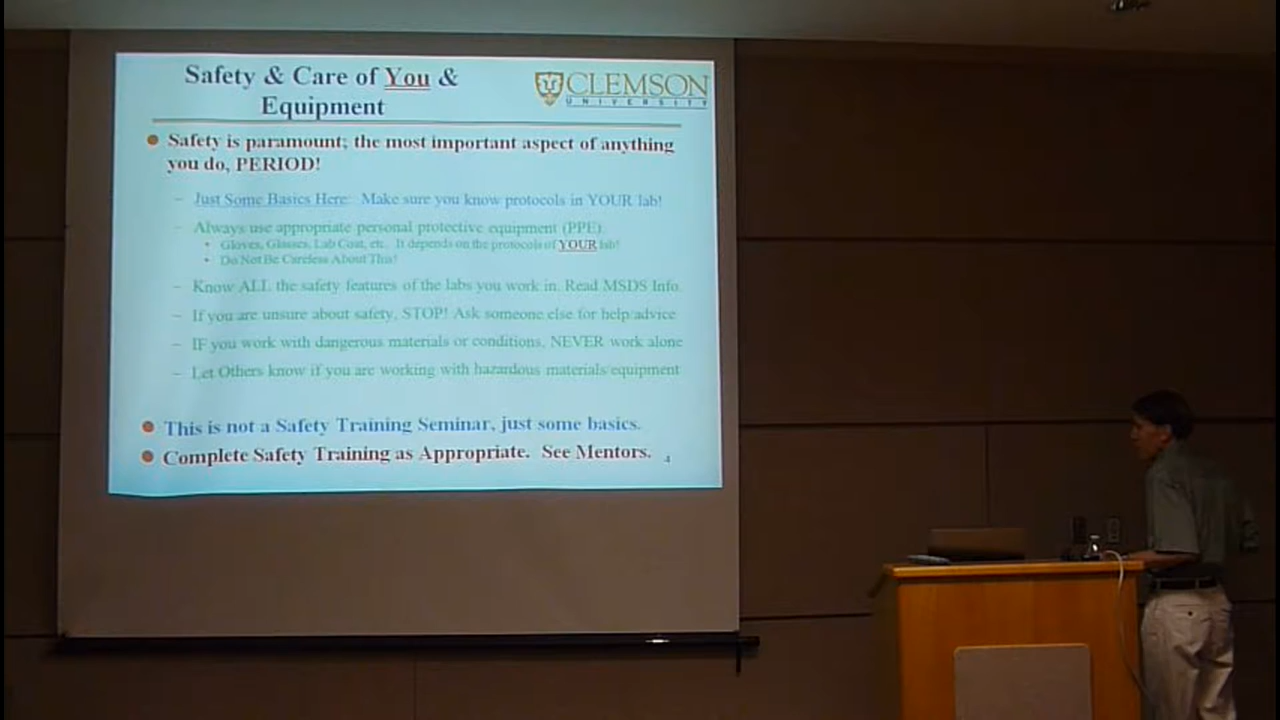 Safety & Care of You &
Equipment
CLEMSON
UNIVERSITY
Safety is paramount; the most important aspect of anything
you do, PERIOD!
– Just Some Basics Here: Make sure you know protocols in YOUR lab!
– Always use appropriate personal protective equipment (PPE).
• Gloves, Glasses, Lab Coat, etc. It depends on the protocols of YOUR lab!
• Do Not Be Careless About This!
– Know ALL the safety features of the labs you work in. Read MSDS Info.
– If you are unsure about safety, STOP! Ask someone else for help/advice
– IF you work with dangerous materials or conditions, NEVER work alone
– Let Others know if you are working with hazardous materials/equipment
This is not a Safety Training Seminar, just some basics.
Complete Safety Training as Appropriate. See Mentors.
4